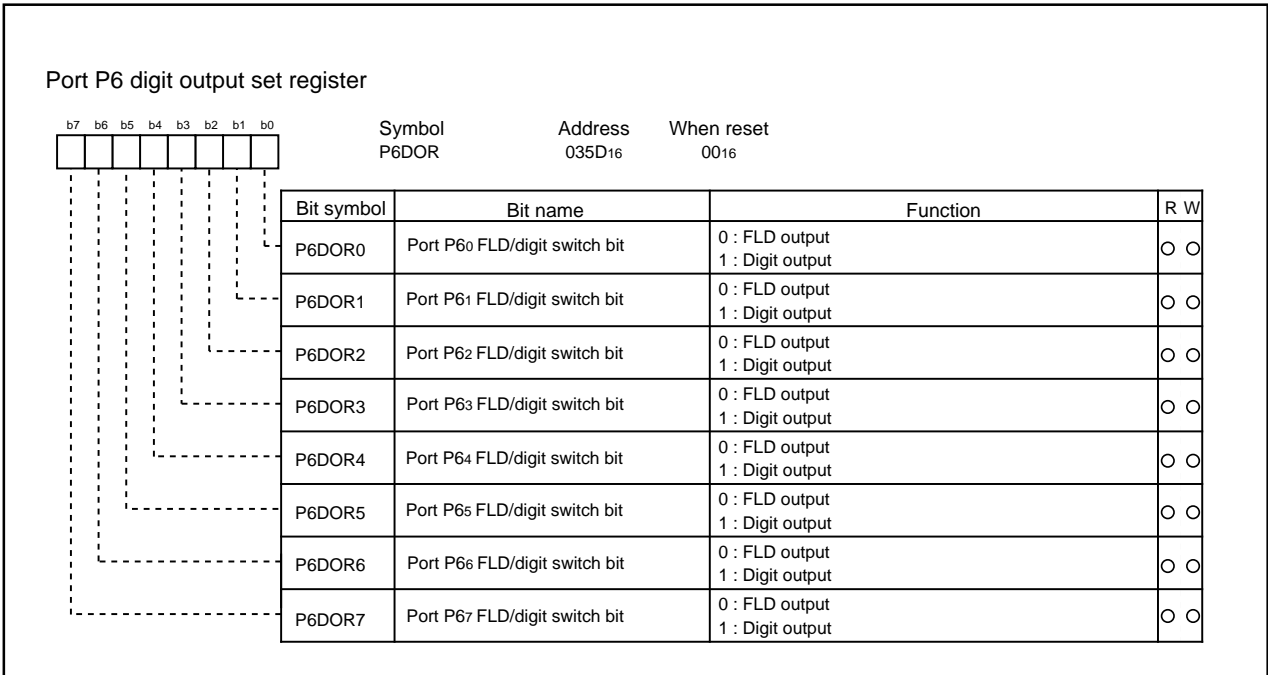 Port P6 digit output set register
b7 b6 b5 b4 b3 b2 b1 b0
Symbol Address When reset
P6DOR 035D16 0016
Bit symbol Bit name Function R W
P6DOR0 Port P60 FLD/digit switch bit 0 : FLD output
1 : Digit output
P6DOR1 Port P61 FLD/digit switch bit 0 : FLD output
1 : Digit output
P6DOR2 Port P62 FLD/digit switch bit 0 : FLD output
1 : Digit output
P6DOR3 Port P63 FLD/digit switch bit 0 : FLD output
1 : Digit output
P6DOR4 Port P64 FLD/digit switch bit 0 : FLD output
1 : Digit output
P6DOR5 Port P65 FLD/digit switch bit 0 : FLD output
1 : Digit output
P6DOR6 Port P66 FLD/digit switch bit 0 : FLD output
1 : Digit output
P6DOR7 Port P67 FLD/digit switch bit 0 : FLD output
1 : Digit output